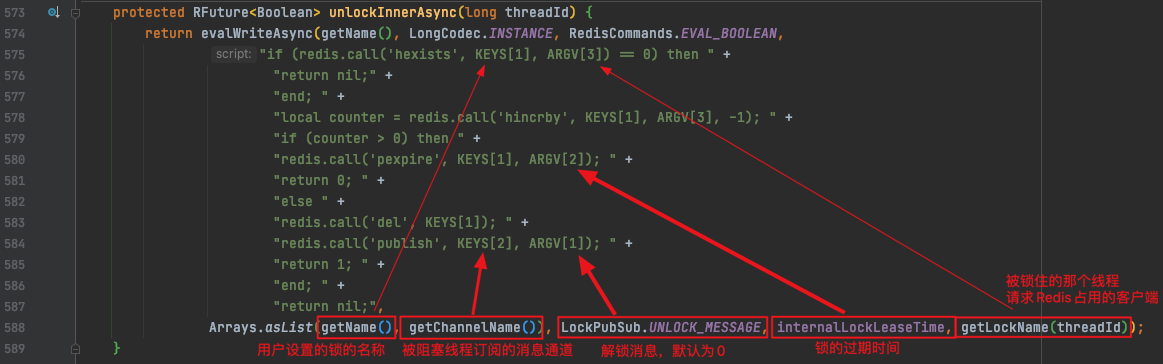 573 protected RFuture<Boolean> unlockInnerAsync(long threadId) {
574 return evalWriteAsync(getName(), LongCodec.INSTANCE, RedisCommands.EVAL_BOOLEAN,
575 script: "if (redis.call('hexists', KEYS[1], ARGV[3]) == 0) then " +
576 "return nil;" +
577 "end; " +
578 "local counter = redis.call('hincrby', KEYS[1], ARGV[3], -1); " +
579 "if (counter > 0) then " +
580 "redis.call('pexpire', KEYS[1], ARGV[2]); " +
581 "return 0; " +
582 "else " +
583 "redis.call('del', KEYS[1]); " +
584 "redis.call('publish', KEYS[2], ARGV[1]); " +
585 "return 1; " +
586 "end; " +
587 "return nil;",
被锁住的那个线程
请求Redis占用的客户端
588 Arrays.asList(getName(), getChannelName()), LockPubSub.UNLOCK_MESSAGE, internalLockLeaseTime, getLockName(threadId));
589 }
用户设置的锁的名称 被阻塞线程订阅的消息通道 解锁消息，默认为0 锁的过期时间